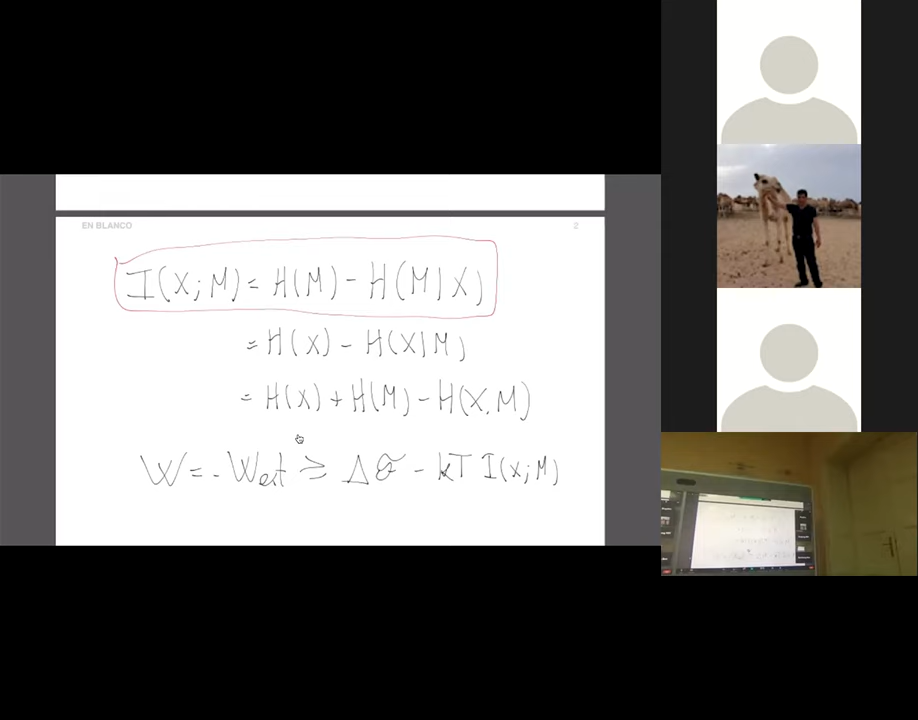 EN BLANCO 2
I(X;M) = H(M) - H(M|X)
= H(X) - H(X|M)
= H(X) + H(M) - H(X,M)
W = - Wext ≥ ΔF - kT I(X;M)